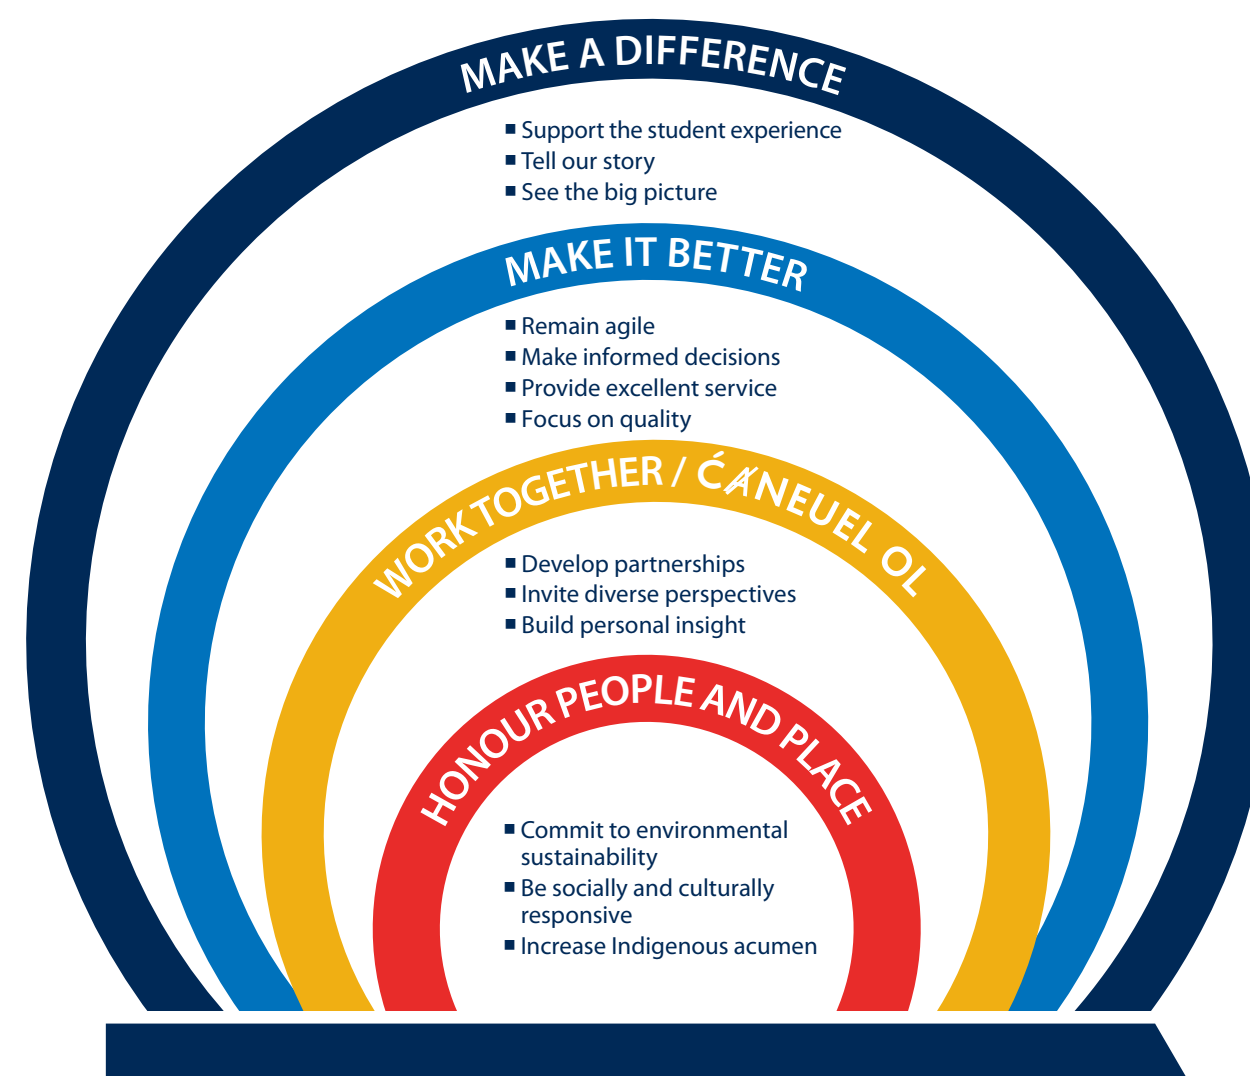 MAKE A DIFFERENCE
▪ Support the student experience
▪ Tell our story
▪ See the big picture
MAKE IT BETTER
▪ Remain agile
▪ Make informed decisions
▪ Provide excellent service
▪ Focus on quality
WORK TOGETHER / ĆȺNEUEL OL
▪ Develop partnerships
▪ Invite diverse perspectives
▪ Build personal insight
HONOUR PEOPLE AND PLACE
▪ Commit to environmental
sustainability
▪ Be socially and culturally
responsive
▪ Increase Indigenous acumen